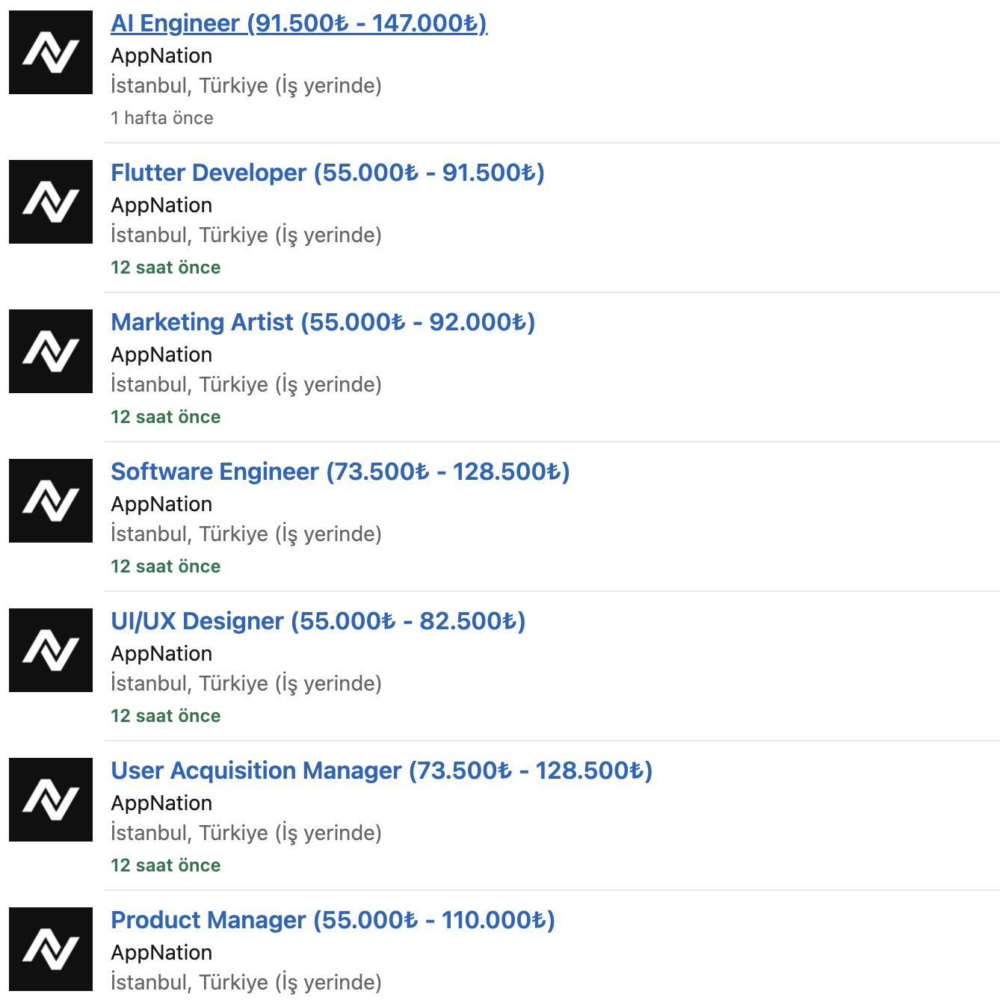 AI Engineer (91.500₺ - 147.000₺)
AppNation
İstanbul, Türkiye (İş yerinde)
1 hafta önce
Flutter Developer (55.000₺ - 91.500₺)
AppNation
İstanbul, Türkiye (İş yerinde)
12 saat önce
Marketing Artist (55.000₺ - 92.000₺)
AppNation
İstanbul, Türkiye (İş yerinde)
12 saat önce
Software Engineer (73.500₺ - 128.500₺)
AppNation
İstanbul, Türkiye (İş yerinde)
12 saat önce
UI/UX Designer (55.000₺ - 82.500₺)
AppNation
İstanbul, Türkiye (İş yerinde)
12 saat önce
User Acquisition Manager (73.500₺ - 128.500₺)
AppNation
İstanbul, Türkiye (İş yerinde)
12 saat önce
Product Manager (55.000₺ - 110.000₺)
AppNation
İstanbul, Türkiye (İş yerinde)